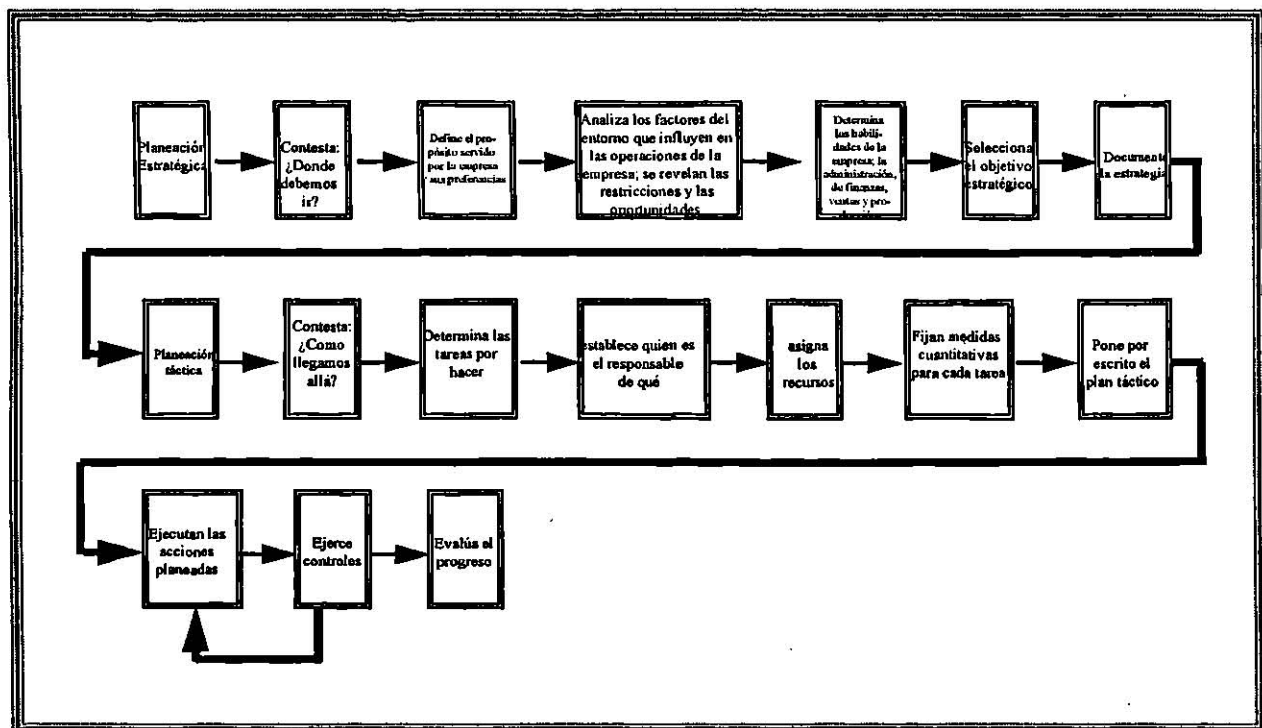 Planeación
Estratégica
Contesta:
¿Donde
debemos
ir?
Define el pro-
pósito servido
por la empresa
sus preferencias
Analiza los factores del
entorno que influyen en
las operaciones de la
empresa; se revelan las
restricciones y las
oportunidades
Determina
las habili-
dades de la
empresa; la
administración,
de finanzas,
ventas y pro-
Selecciona
el objetivo
estratégico
Documenta
la estrategia
Planeación
táctica
Contesta:
¿Como
llegamos
allá?
Determina las
tareas por
hacer
establece quien es
el responsable
de qué
asigna
los
recursos
Fijan medidas
cuantitativas
para cada tarea
Pone por
escrito el
plan táctico
Ejecutan las
acciones
planeadas
Ejerce
controles
Evalús el
progreso